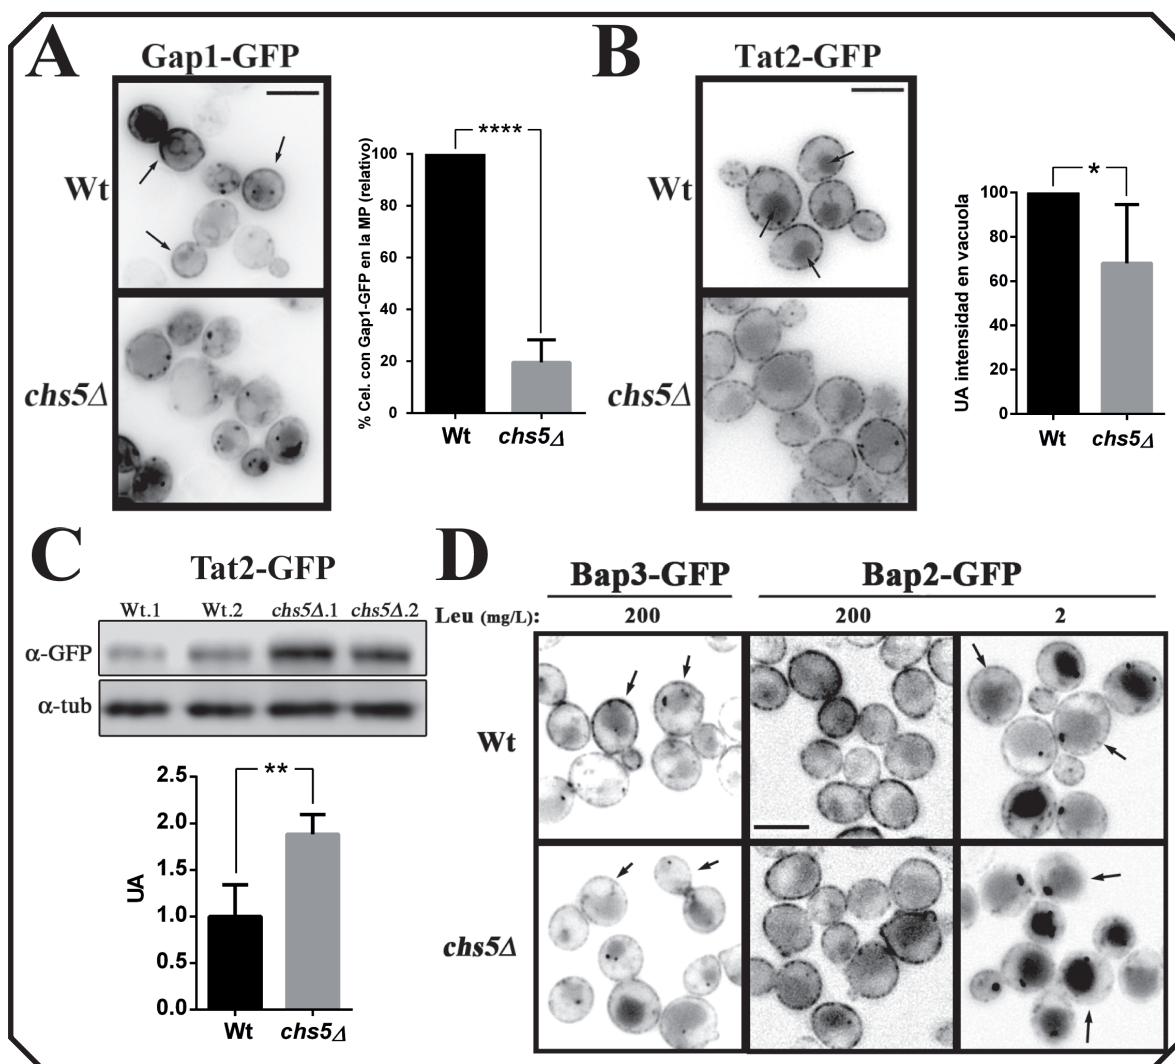 A
Gap1-GFP
Wt
chs5Δ
% Cel. con Gap1-GFP en la MP (relativo)
100
80
60
40
20
0
****
Wt
chs5Δ
B
Tat2-GFP
Wt
chs5Δ
UA intensidad en vacuola
100
80
60
40
20
0
*
Wt
chs5Δ
C
Tat2-GFP
Wt.1 Wt.2 chs5Δ.1 chs5Δ.2
α-GFP
α-tub
UA
2.5
2.0
1.5
1.0
0.5
0.0
**
Wt
chs5Δ
D
Bap3-GFP Bap2-GFP
Leu (mg/L): 200 200 2
Wt
chs5Δ